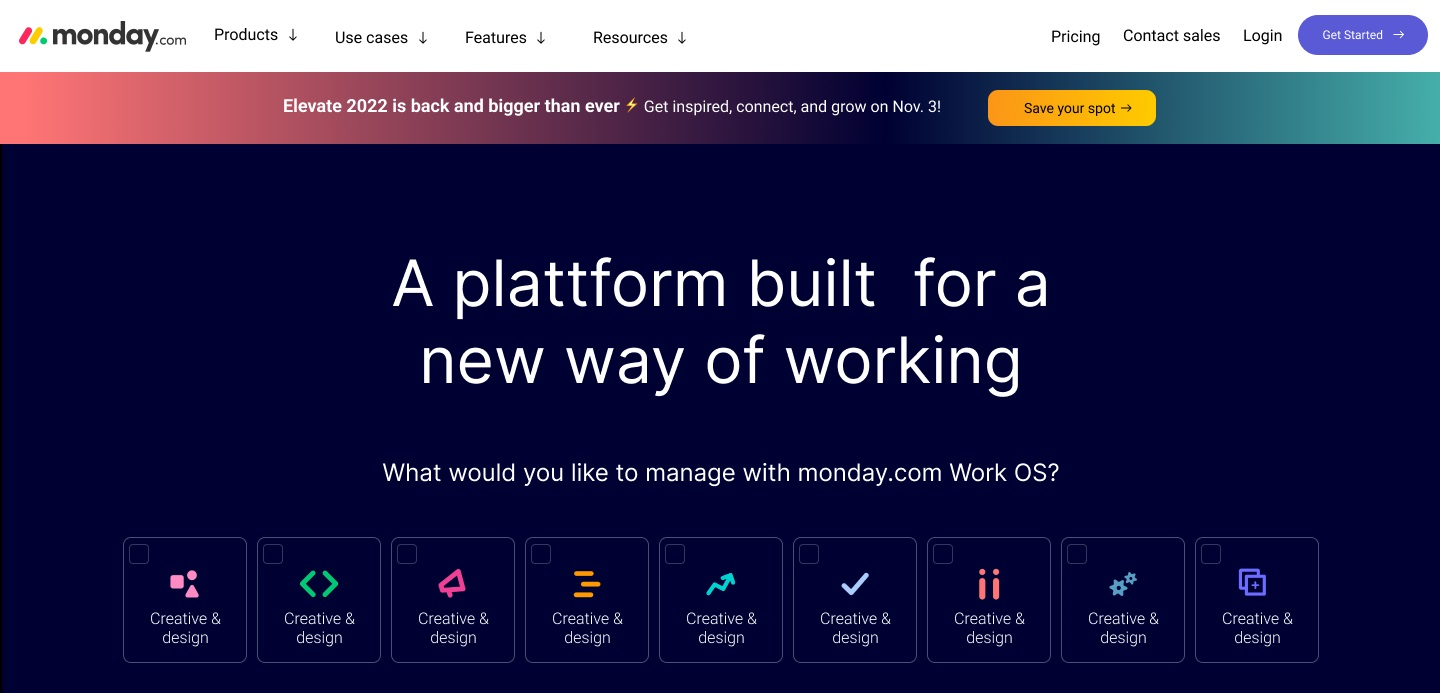 monday.com
Products ↓
Use cases ↓
Features ↓
Resources ↓
Pricing
Contact sales
Login
Get Started →
Elevate 2022 is back and bigger than ever ⚡ Get inspired, connect, and grow on Nov. 3!
Save your spot →
A plattform built  for a
new way of working
What would you like to manage with monday.com Work OS?
Creative &
design
Creative &
design
Creative &
design
Creative &
design
Creative &
design
Creative &
design
Creative &
design
Creative &
design
Creative &
design